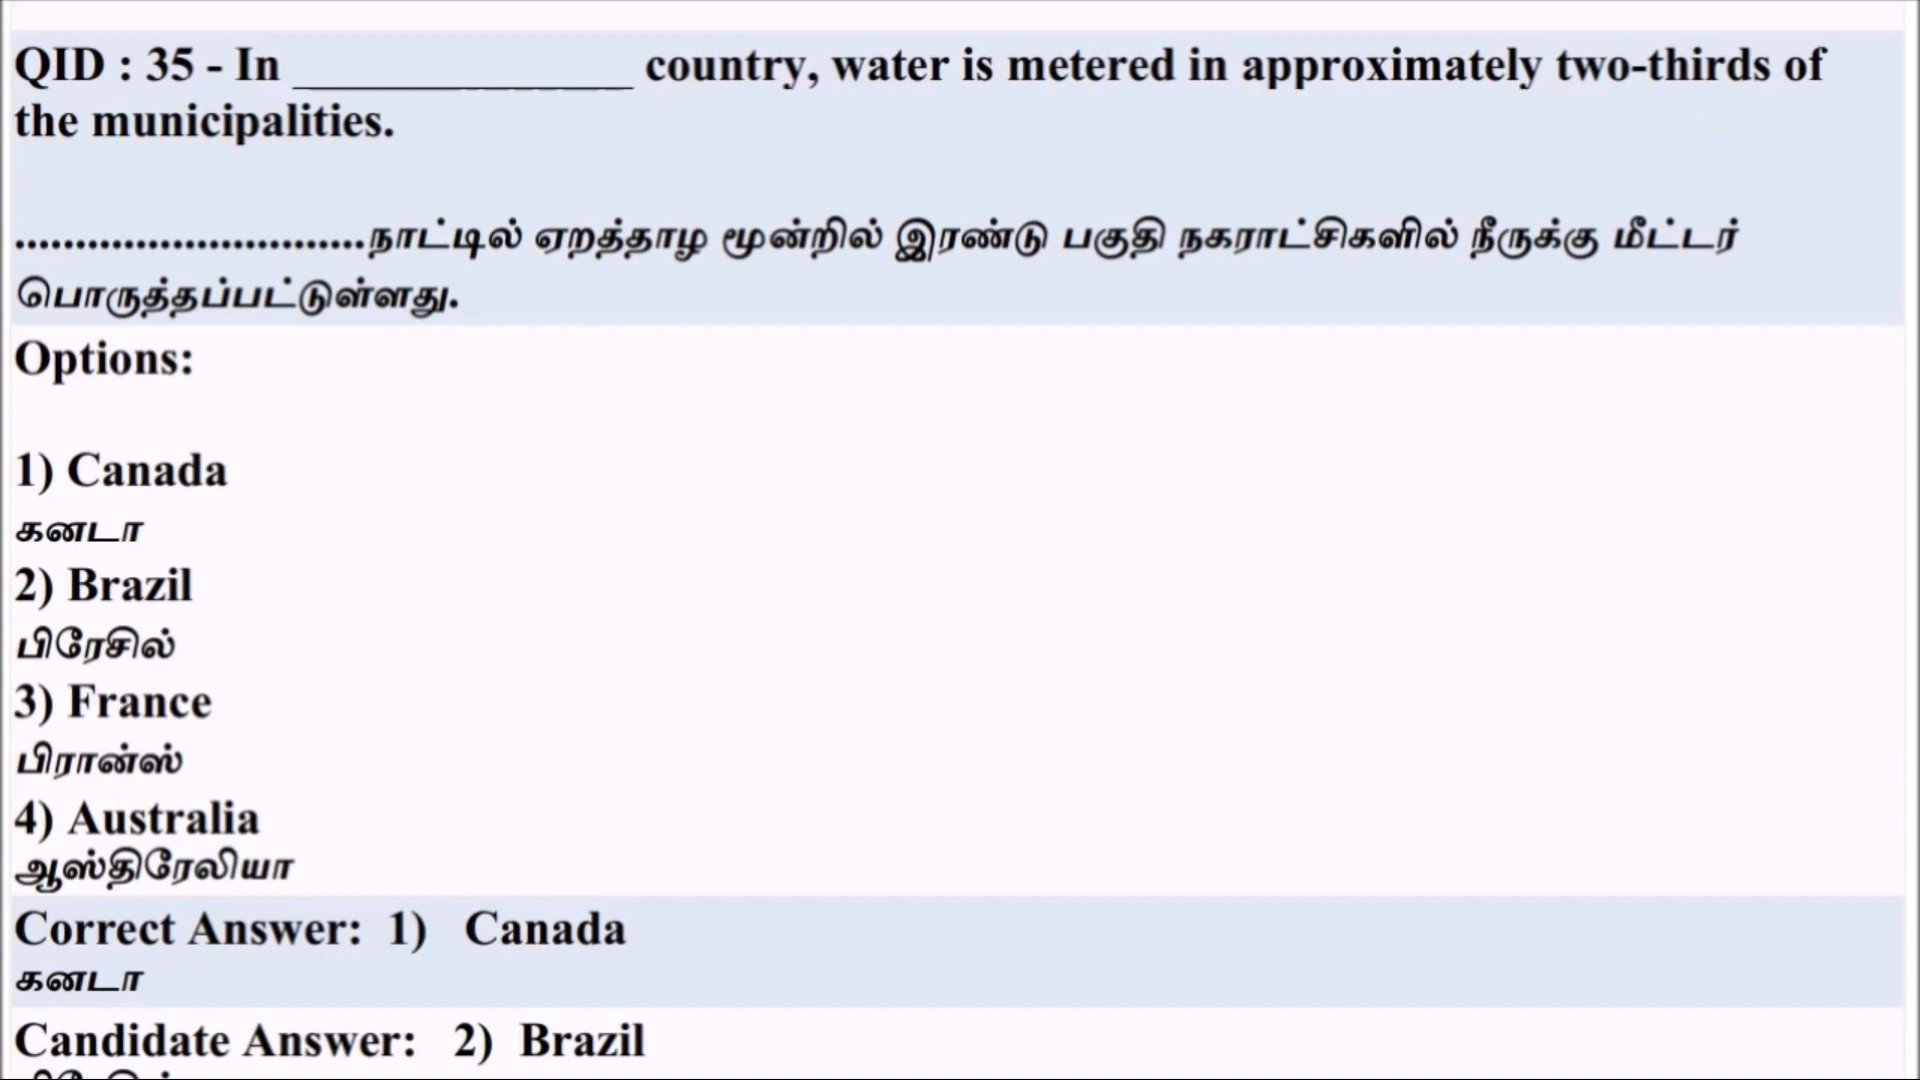 QID : 35 - In _______________ country, water is metered in approximately two-thirds of
the municipalities.
.............................நாட்டில் ஏறத்தாழ மூன்றில் இரண்டு பகுதி நகராட்சிகளில் நீருக்கு மீட்டர்
பொருத்தப்பட்டுள்ளது.
Options:
1) Canada
கனடா
2) Brazil
பிரேசில்
3) France
பிரான்ஸ்
4) Australia
ஆஸ்திரேலியா
Correct Answer: 1) Canada
கனடா
Candidate Answer: 2) Brazil